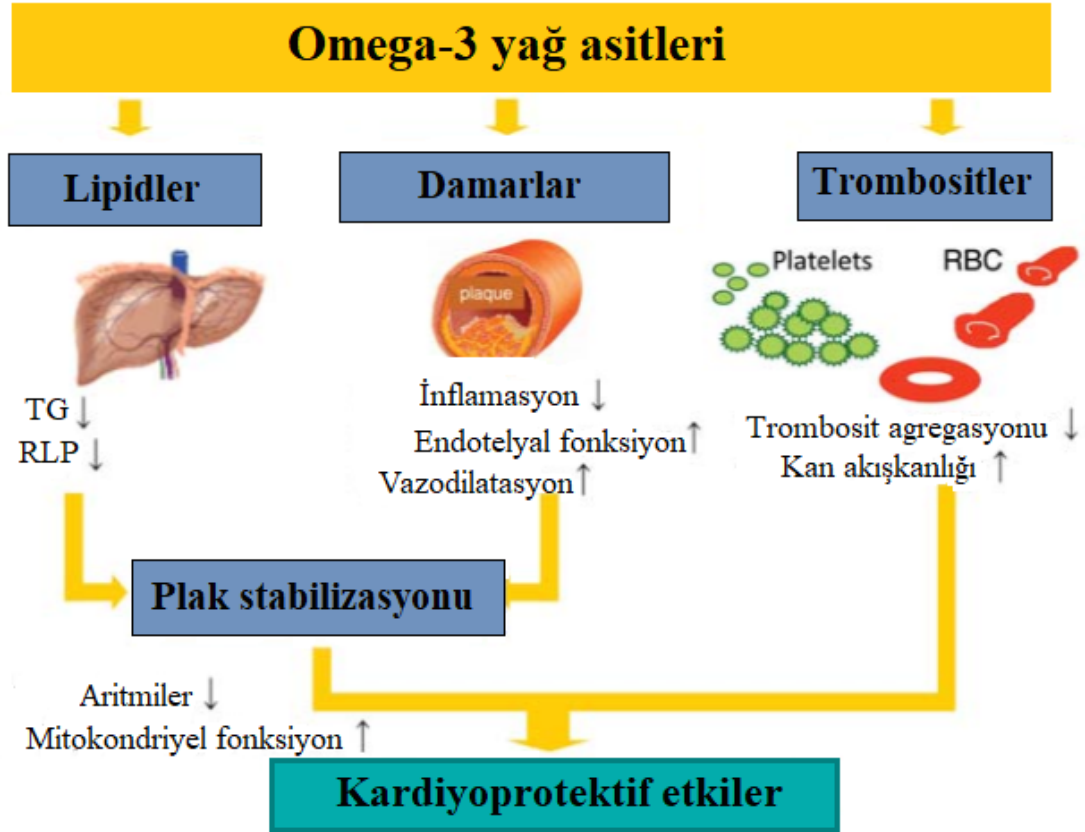 Omega-3 yağ asitleri
Lipidler
Damarlar
Trombositler
plaque
Platelets
RBC
TG ↓
RLP ↓
İnflamasyon ↓
Endotelyal fonksiyon ↑
Vazodilatasyon ↑
Trombosit agregasyonu ↓
Kan akışkanlığı ↑
Plak stabilizasyonu
Aritmiler ↓
Mitokondriyel fonksiyon ↑
Kardiyoprotektif etkiler